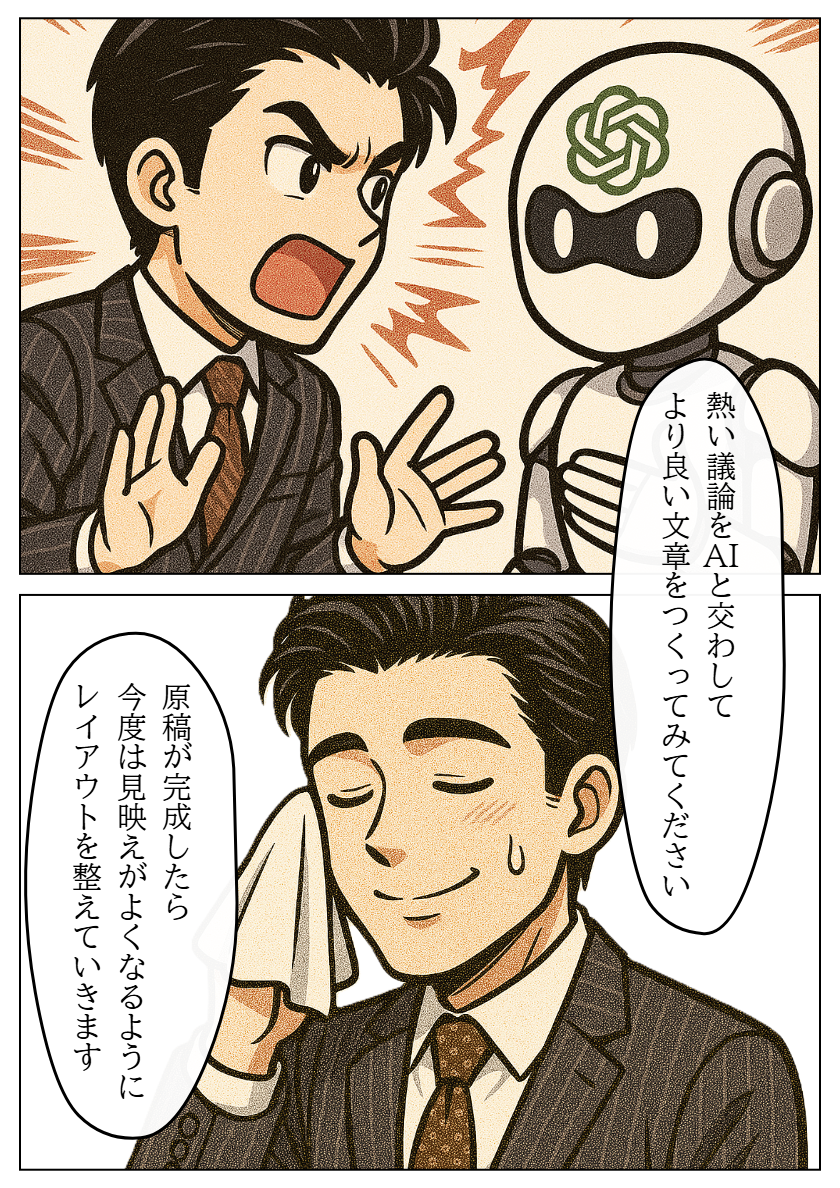 熱い議論をAIと交わして
より良い文章をつくってみてください
原稿が完成したら
今度は見映えがよくなるように
レイアウトを整えていきます